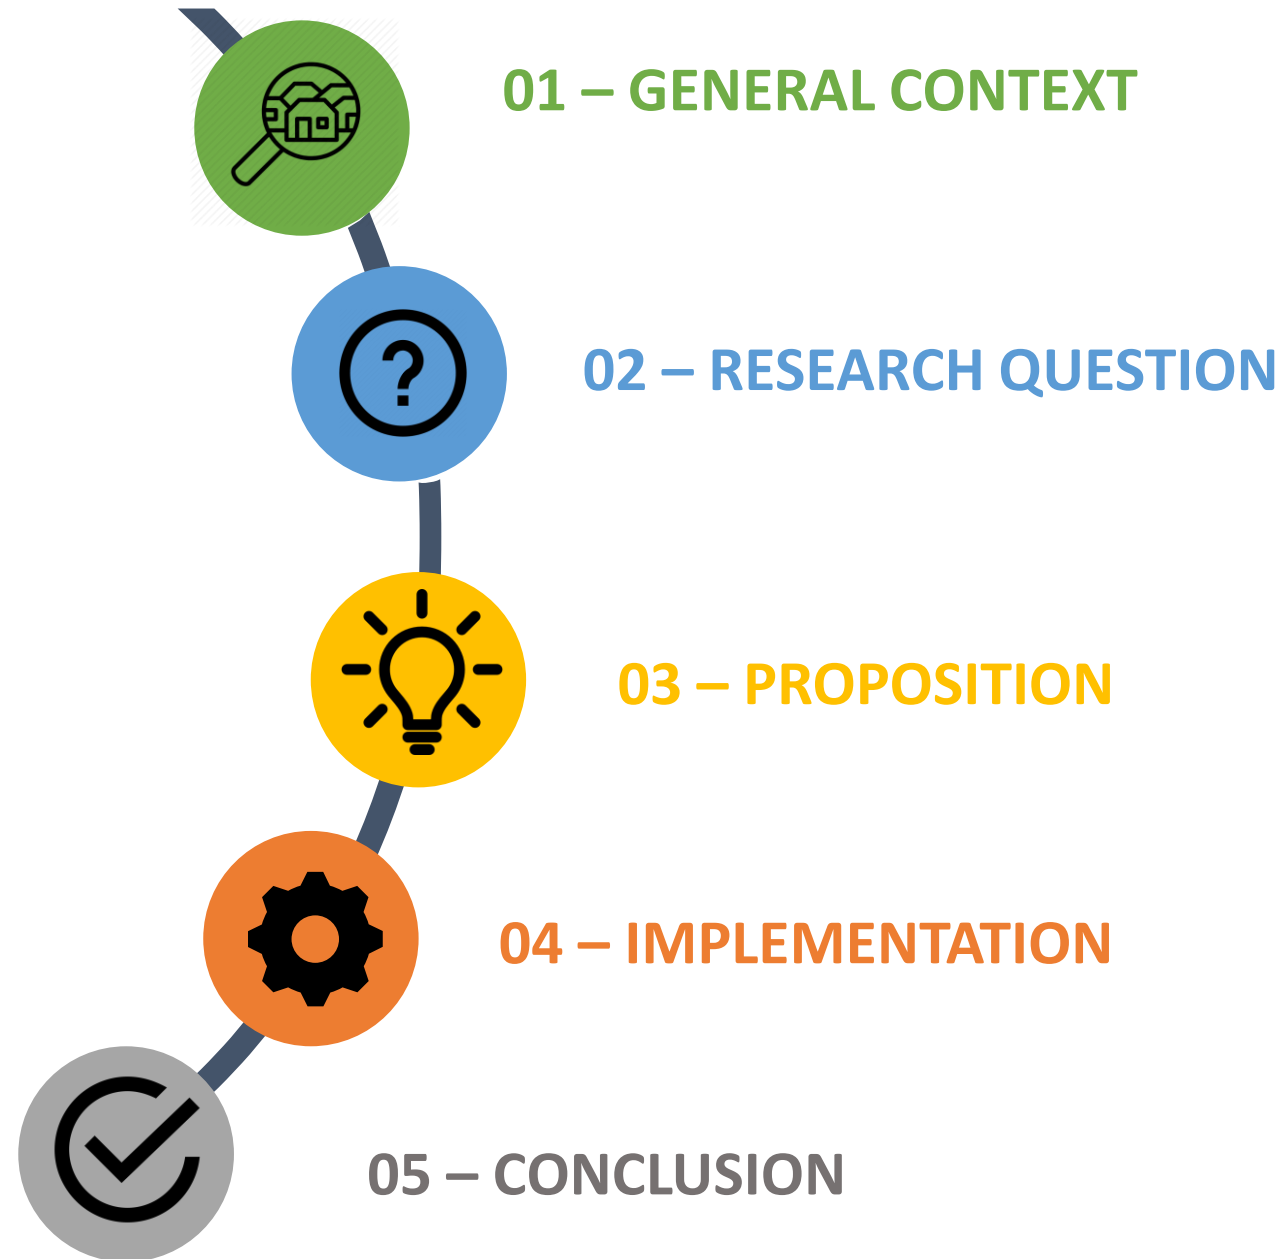 01 – GENERAL CONTEXT
02 – RESEARCH QUESTION
03 – PROPOSITION
04 – IMPLEMENTATION
05 – CONCLUSION